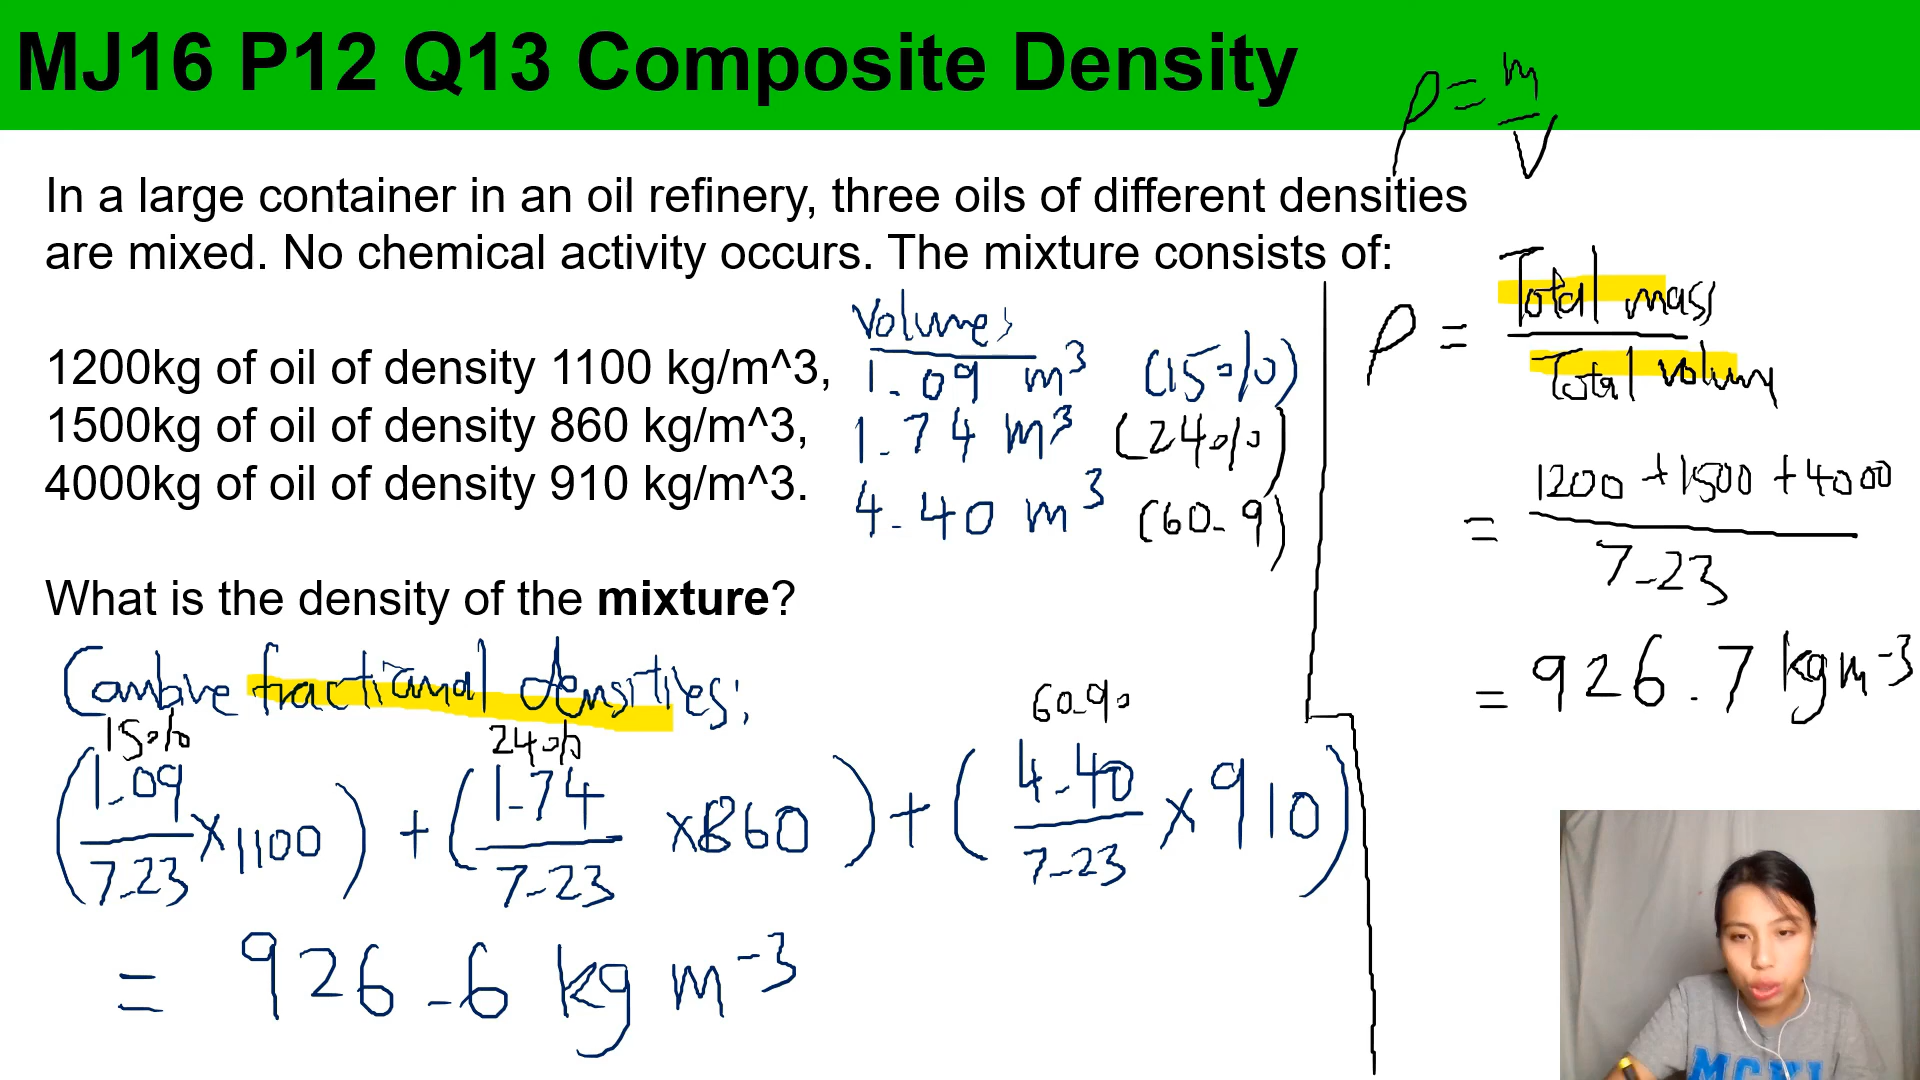 MJ16 P12 Q13 Composite Density
ρ = m/V
In a large container in an oil refinery, three oils of different densities
are mixed. No chemical activity occurs. The mixture consists of:
1200kg of oil of density 1100 kg/m^3,
1500kg of oil of density 860 kg/m^3,
4000kg of oil of density 910 kg/m^3.
Volumes
1.09 m³ (15%)
1.74 m³ (24%)
4.40 m³ (60.9)
What is the density of the mixture?
Combine fractional densities:
15% 24% 60.9%
(1.09/7.23 × 1100) + (1.74/7.23 × 860) + (4.40/7.23 × 910)
= 926.6 kg m⁻³
ρ = Total mass / Total volum
= 1200 + 1500 + 4000 / 7.23
= 926.7 kg m⁻³